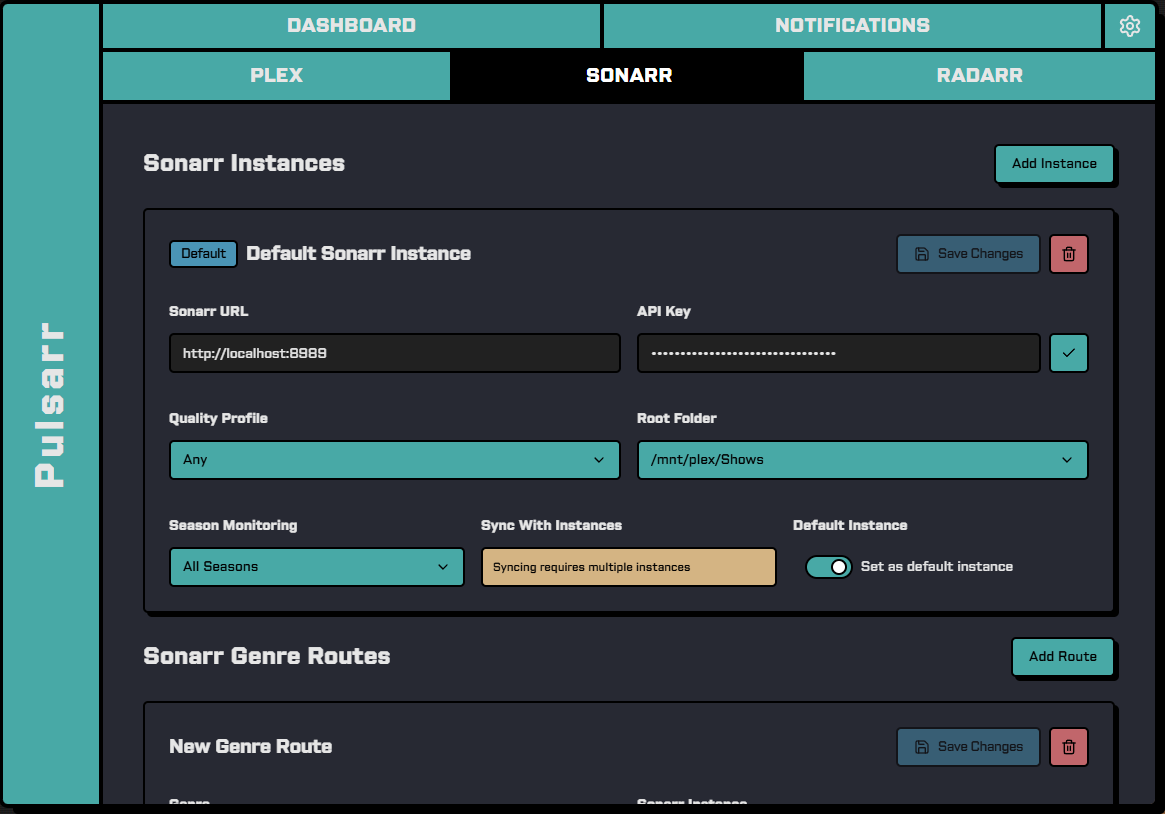 Pulsarr
DASHBOARD
NOTIFICATIONS
PLEX
SONARR
RADARR
Sonarr Instances
Add Instance
Default
Default Sonarr Instance
Save Changes
Sonarr URL
API Key
http://localhost:8989
••••••••••••••••••••••••••••••••
Quality Profile
Root Folder
Any
/mnt/plex/Shows
Season Monitoring
Sync With Instances
Default Instance
All Seasons
Syncing requires multiple instances
Set as default instance
Sonarr Genre Routes
Add Route
New Genre Route
Save Changes
Genre
Sonarr Instance